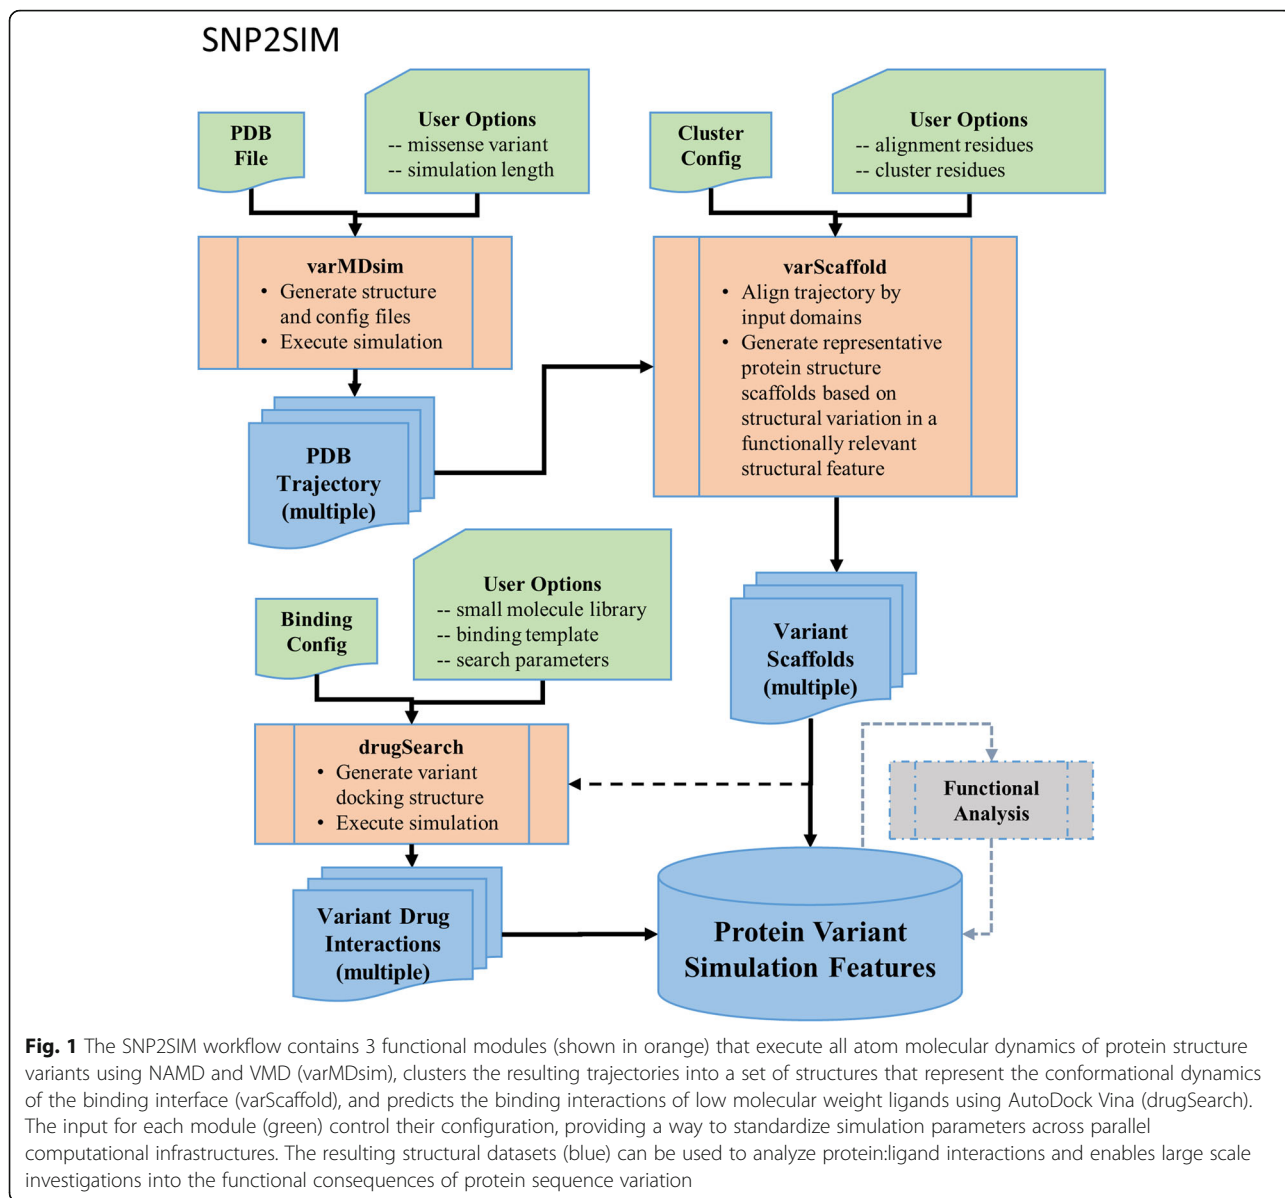 SNP2SIM
PDB
File
User Options
-- missense variant
-- simulation length
Cluster
Config
User Options
-- alignment residues
-- cluster residues
varMDsim
• Generate structure
and config files
• Execute simulation
varScaffold
• Align trajectory by
input domains
• Generate representative
protein structure
scaffolds based on
structural variation in a
functionally relevant
structural feature
PDB
Trajectory
(multiple)
User Options
-- small molecule library
-- binding template
-- search parameters
Binding
Config
Variant
Scaffolds
(multiple)
drugSearch
• Generate variant
docking structure
• Execute simulation
Functional
Analysis
Variant Drug
Interactions
(multiple)
Protein Variant
Simulation Features
Fig. 1 The SNP2SIM workflow contains 3 functional modules (shown in orange) that execute all atom molecular dynamics of protein structure
variants using NAMD and VMD (varMDsim), clusters the resulting trajectories into a set of structures that represent the conformational dynamics
of the binding interface (varScaffold), and predicts the binding interactions of low molecular weight ligands using AutoDock Vina (drugSearch).
The input for each module (green) control their configuration, providing a way to standardize simulation parameters across parallel
computational infrastructures. The resulting structural datasets (blue) can be used to analyze protein:ligand interactions and enables large scale
investigations into the functional consequences of protein sequence variation